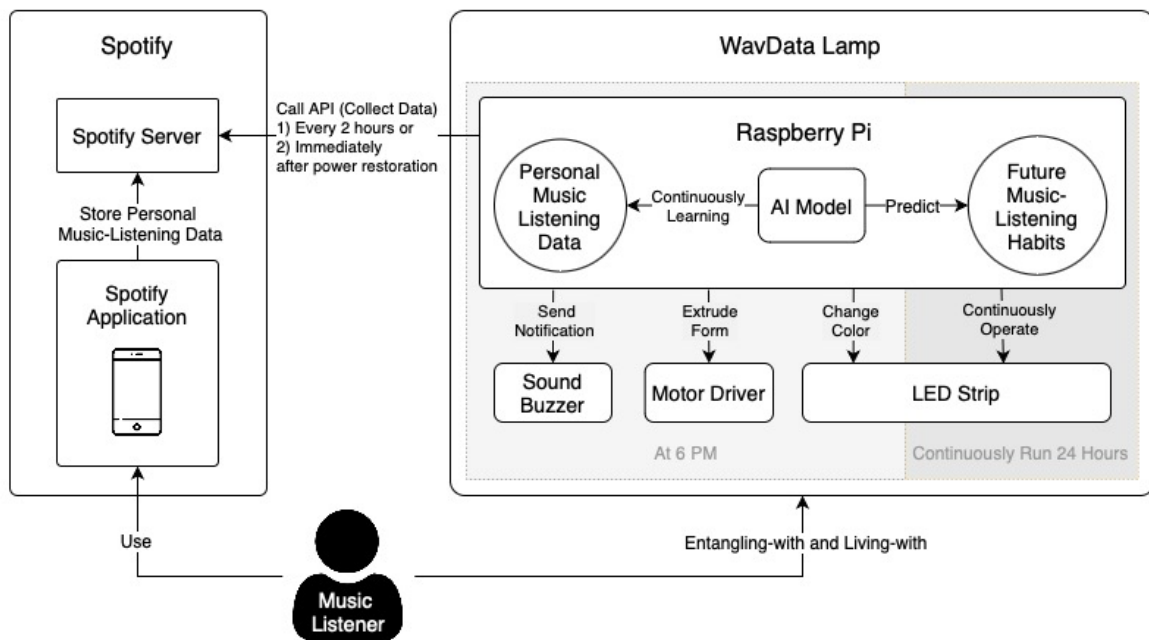 Spotify
Spotify Server
Store Personal
Music-Listening Data
Spotify
Application
Call API (Collect Data)
1) Every 2 hours or
2) Immediately
after power restoration
WavData Lamp
Raspberry Pi
Personal
Music
Listening
Data
Continuously
Learning
AI Model
Predict
Future
Music-
Listening
Habits
Send
Notification
Extrude
Form
Change
Color
Continuously
Operate
Sound
Buzzer
Motor Driver
LED Strip
At 6 PM
Continuously Run 24 Hours
Use
Entangling-with and Living-with
Music
Listener